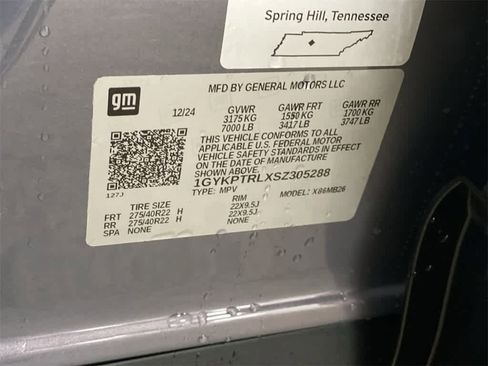 Spring Hill, Tennessee
MFD BY GENERAL MOTORS LLC
gm
12/24 GVWR GAWR FRT GAWR RR
3175 KG 1550 KG 1700 KG
7000 LB 3417 LB 3747 LB
THIS VEHICLE CONFORMS TO ALL
APPLICABLE U.S. FEDERAL MOTOR
VEHICLE SAFETY STANDARDS IN EFFECT
ON THE DATE OF MANUFACTURE
SHOWN ABOVE.
1GYKPTRLXSZ305288
TYPE: MPV MODEL: X86MB26
127J
TIRE SIZE RIM
FRT 275/40R22 H 22X9.5J
RR 275/40R22 H 22X9.5J
SPA NONE NONE